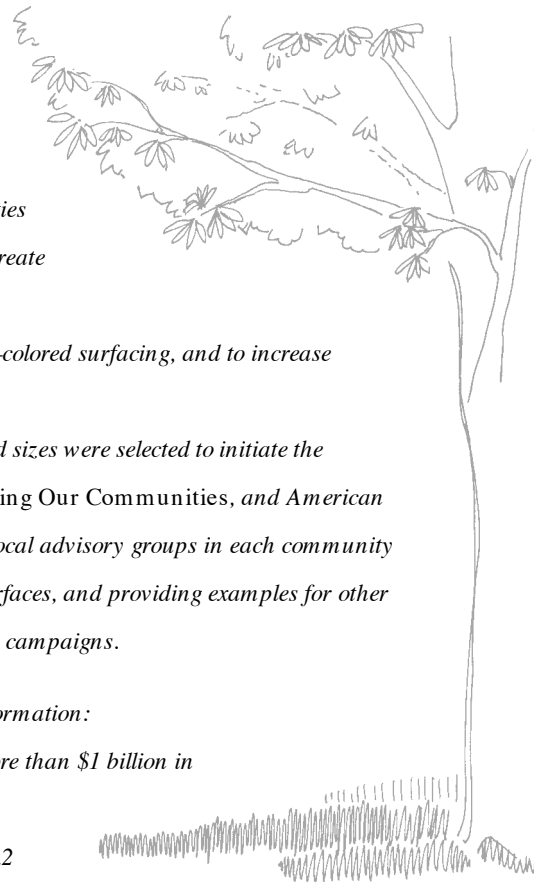 ties
reate
-colored surfacing, and to increase
d sizes were selected to initiate the
ing Our Communities, and American
ocal advisory groups in each community
rfaces, and providing examples for other
campaigns.
ormation:
re than $1 billion in
2